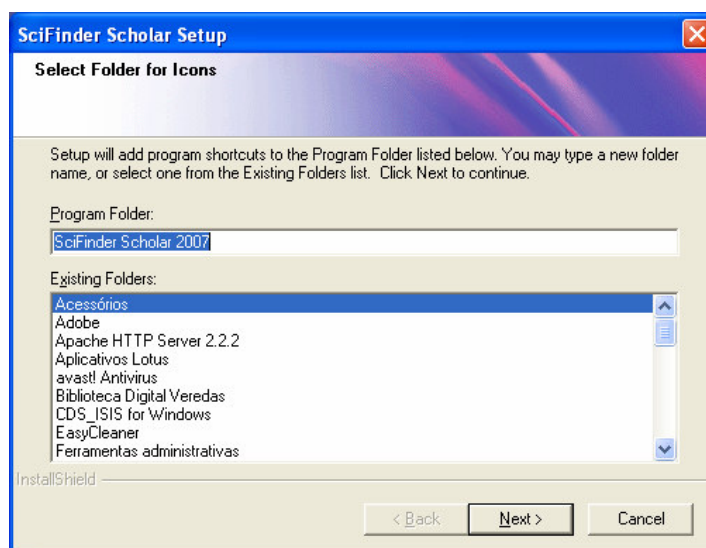 SciFinder Scholar Setup
Select Folder for Icons
Setup will add program shortcuts to the Program Folder listed below. You may type a new folder
name, or select one from the Existing Folders list. Click Next to continue.
Program Folder:
SciFinder Scholar 2007
Existing Folders:
Acessórios
Adobe
Apache HTTP Server 2.2.2
Aplicativos Lotus
avast! Antivirus
Biblioteca Digital Veredas
CDS_ISIS for Windows
EasyCleaner
Ferramentas administrativas
InstallShield
< Back Next > Cancel